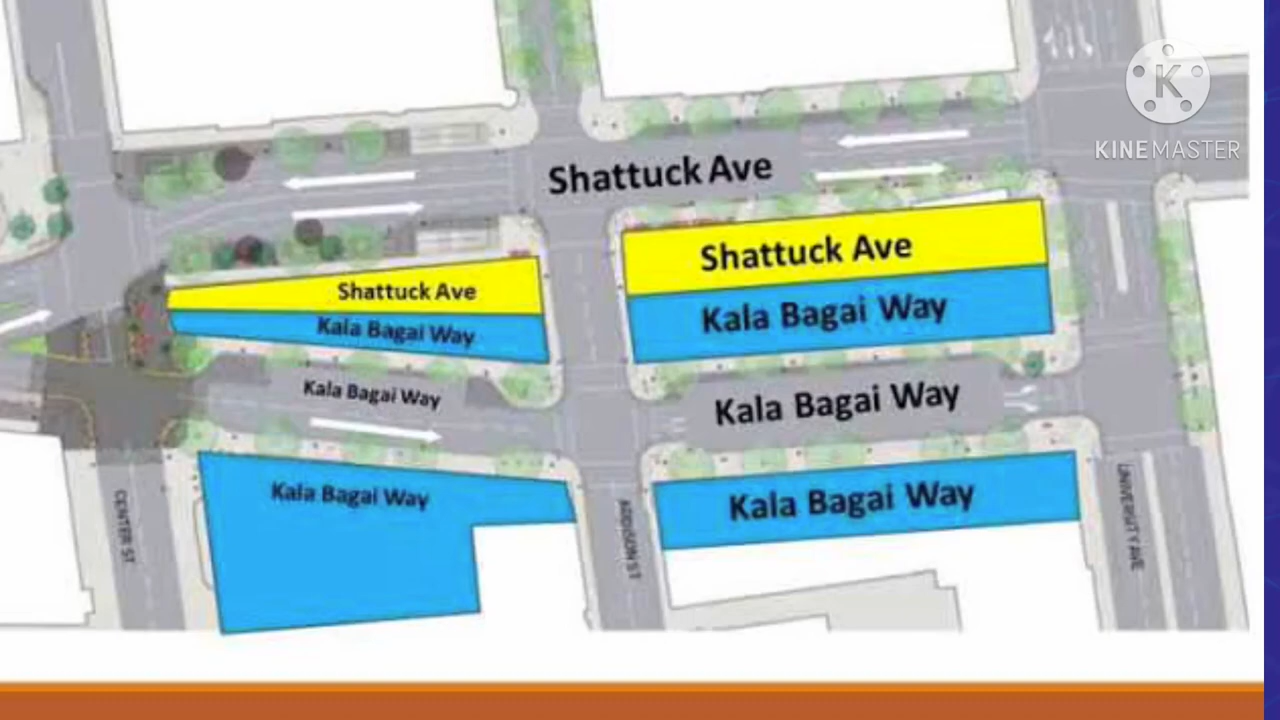 K
KINEMASTER
Shattuck Ave
Shattuck Ave
Kala Bagai Way
Shattuck Ave
Kala Bagai Way
Kala Bagai Way
Kala Bagai Way
Kala Bagai Way
Kala Bagai Way
CENTER ST
ADDISON ST
UNIVERSITY AVE